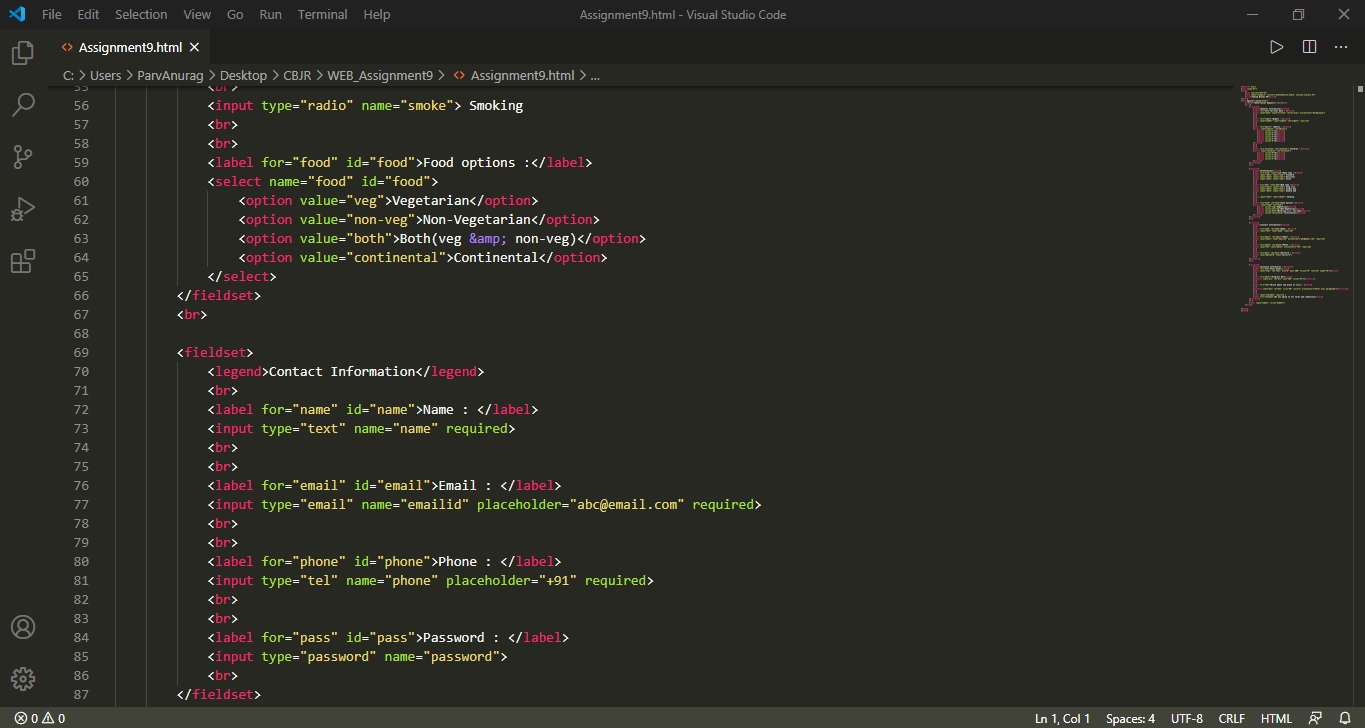 File Edit Selection View Go Run Terminal Help Assignment9.html - Visual Studio Code
<> Assignment9.html ×
C: > Users > ParvAnurag > Desktop > CBJR > WEB_Assignment9 > <> Assignment9.html > ...
55 <br>
56 <input type="radio" name="smoke"> Smoking
57 <br>
58 <br>
59 <label for="food" id="food">Food options :</label>
60 <select name="food" id="food">
61 <option value="veg">Vegetarian</option>
62 <option value="non-veg">Non-Vegetarian</option>
63 <option value="both">Both(veg &amp; non-veg)</option>
64 <option value="continental">Continental</option>
65 </select>
66 </fieldset>
67 <br>
68
69 <fieldset>
70 <legend>Contact Information</legend>
71 <br>
72 <label for="name" id="name">Name : </label>
73 <input type="text" name="name" required>
74 <br>
75 <br>
76 <label for="email" id="email">Email : </label>
77 <input type="email" name="emailid" placeholder="abc@email.com" required>
78 <br>
79 <br>
80 <label for="phone" id="phone">Phone : </label>
81 <input type="tel" name="phone" placeholder="+91" required>
82 <br>
83 <br>
84 <label for="pass" id="pass">Password : </label>
85 <input type="password" name="password">
86 <br>
87 </fieldset>
0 0 Ln 1, Col 1 Spaces: 4 UTF-8 CRLF HTML